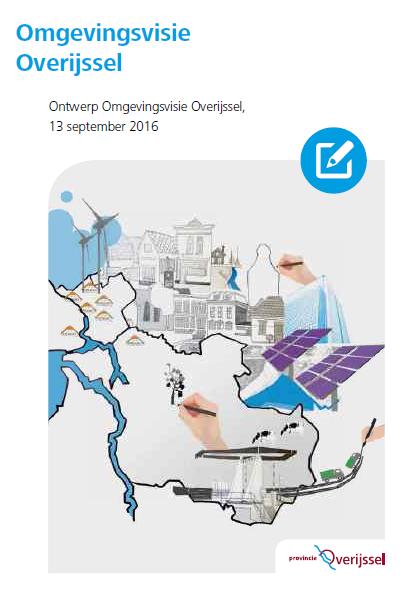 Omgevingsvisie
Overijssel
Ontwerp Omgevingsvisie Overijssel,
13 september 2016
provincie Overijssel